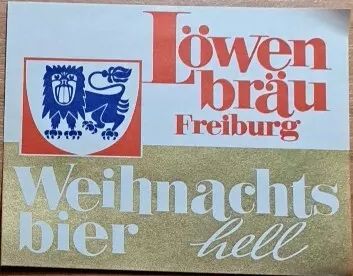 Löwen
bräu
Freiburg
Weihnachts
bier hell